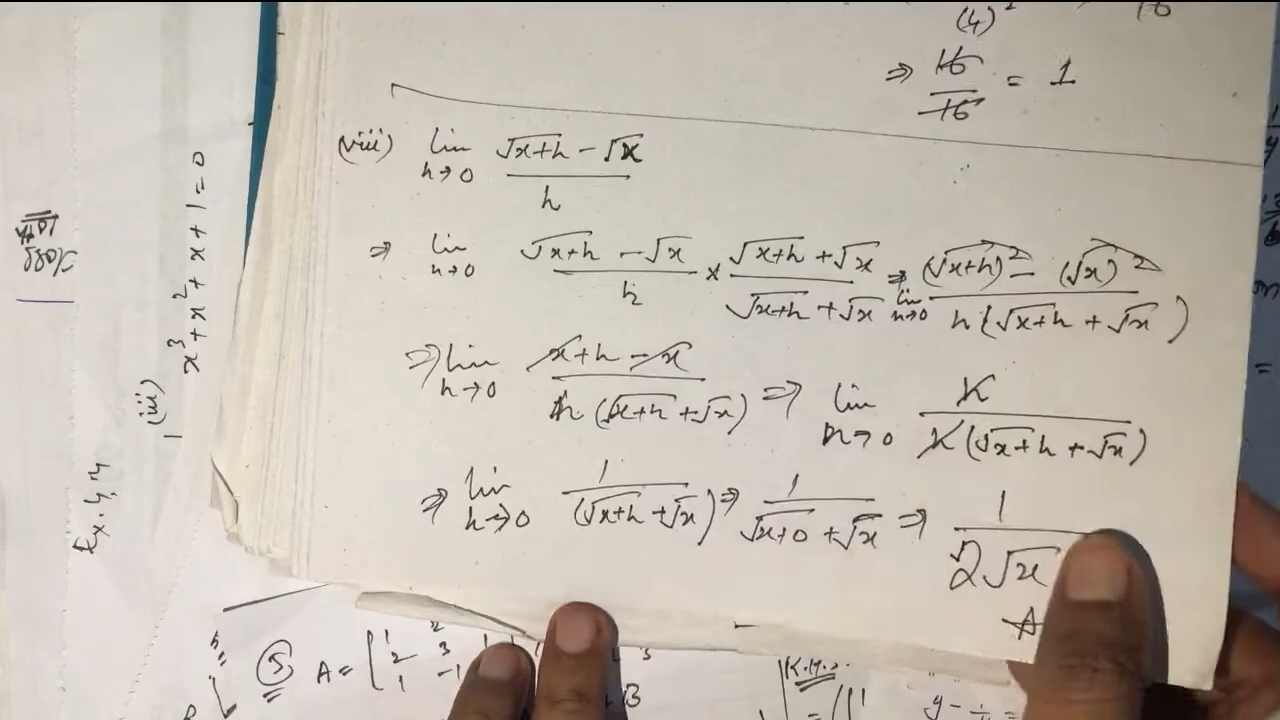 (4)²
⇒ 16/16 = 1
(viii) lim h→0 (√x+h − √x)/h
⇒ lim h→0 (√x+h − √x)/h × (√x+h + √x)/(√x+h + √x) ⇒ lim h→0 ((√x+h)² − (√x)²)/(h(√x+h + √x))
⇒ lim h→0 (x+h−x)/(h(√x+h + √x)) ⇒ lim h→0 h/(h(√x+h + √x))
⇒ lim h→0 1/(√x+h + √x) ⇒ 1/(√x+0 + √x) ⇒ 1/(2√x)
(iii) x³+x²+x+1=0
Ex. 4.4
(5) A = [1 2
2 3
1 -1
R.H.S